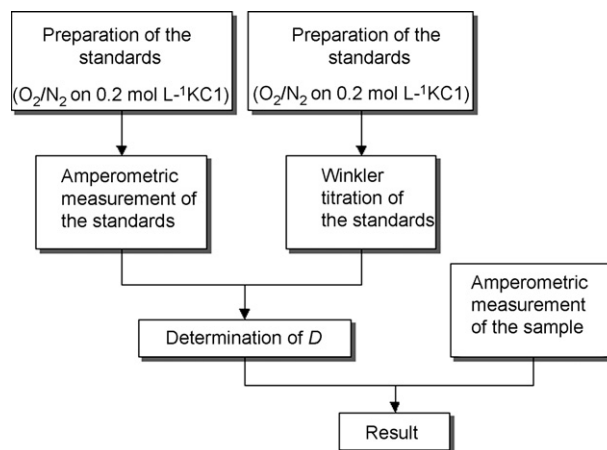 Preparation of the
standards
(O₂/N₂ on 0.2 mol L-¹KC1)
Preparation of the
standards
(O₂/N₂ on 0.2 mol L-¹KC1)
Amperometric
measurement of
the standards
Winkler
titration of
the standards
Amperometric
measurement
of the sample
Determination of D
Result